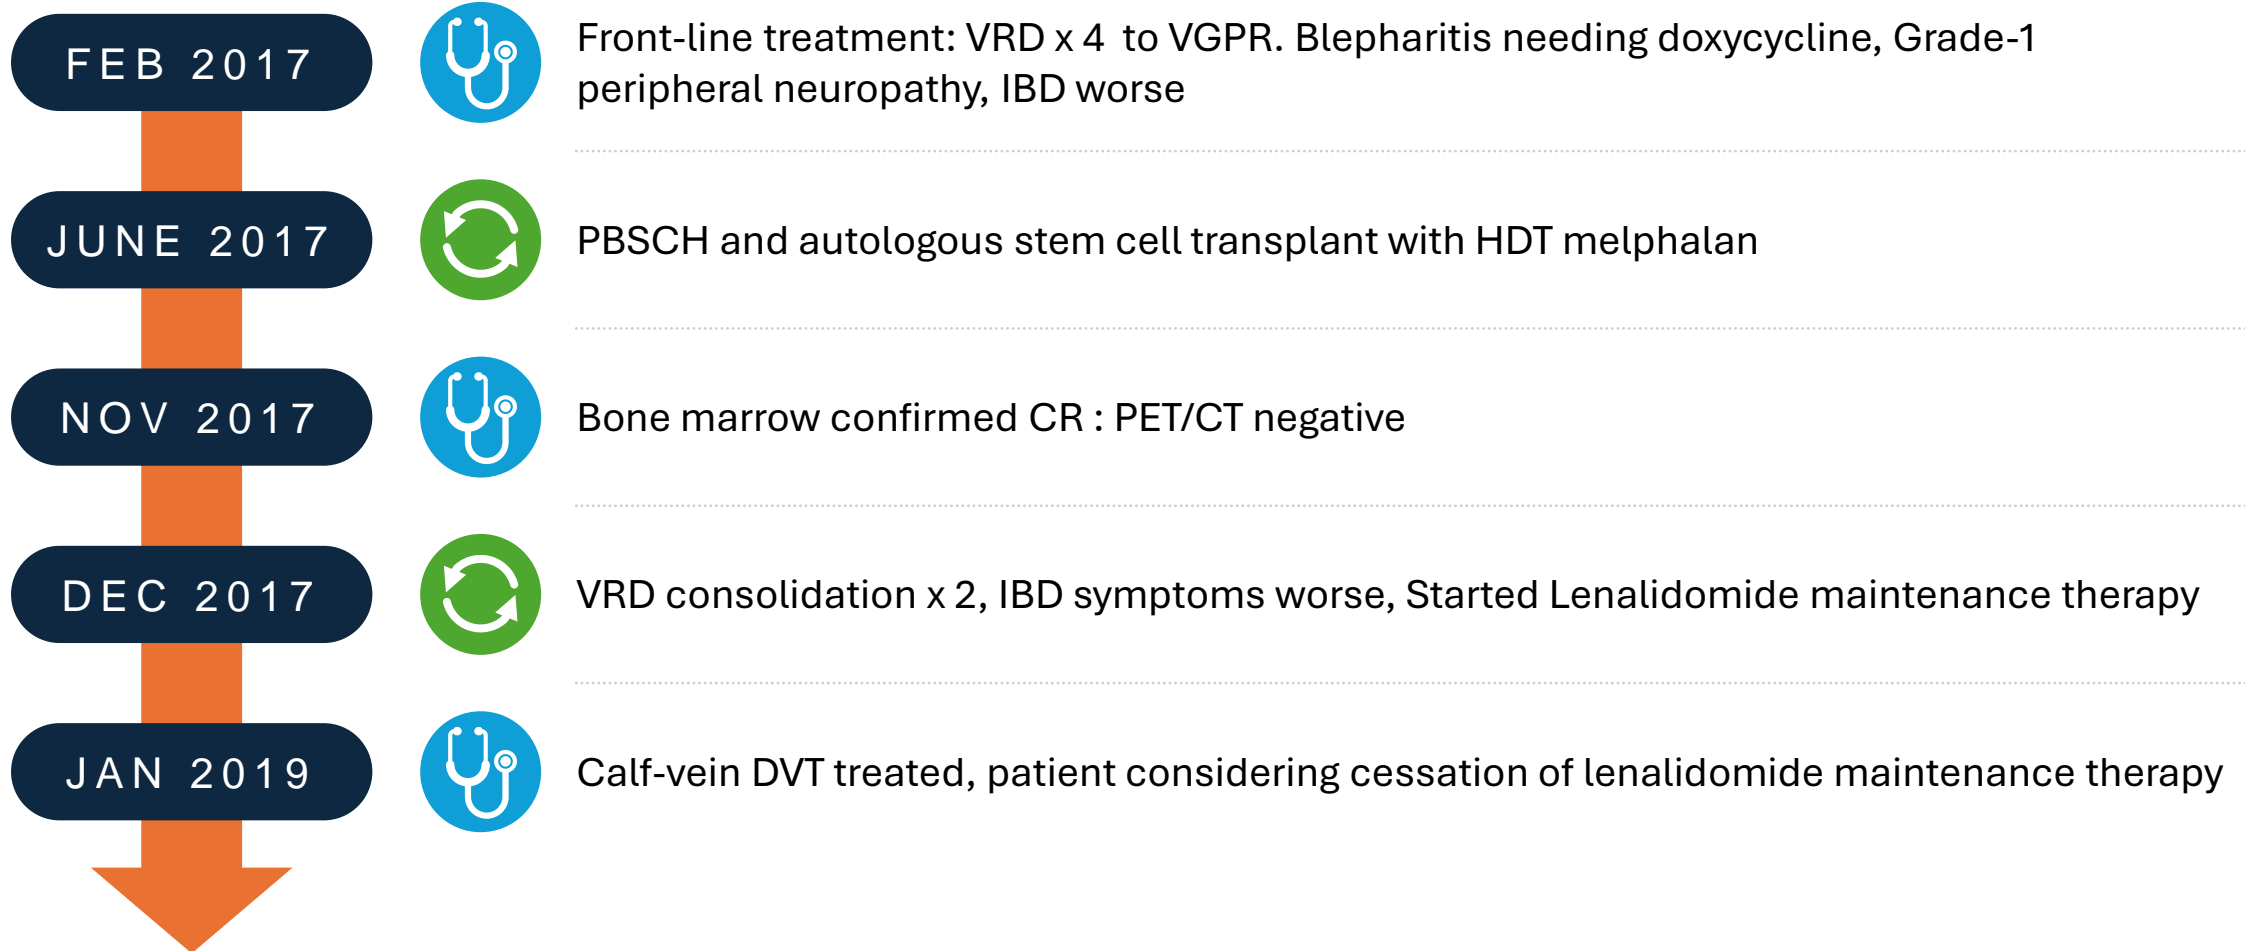 FEB 2017
Front-line treatment: VRD x 4 to VGPR. Blepharitis needing doxycycline, Grade-1
peripheral neuropathy, IBD worse
JUNE 2017
PBSCH and autologous stem cell transplant with HDT melphalan
NOV 2017
Bone marrow confirmed CR : PET/CT negative
DEC 2017
VRD consolidation x 2, IBD symptoms worse, Started Lenalidomide maintenance therapy
JAN 2019
Calf-vein DVT treated, patient considering cessation of lenalidomide maintenance therapy